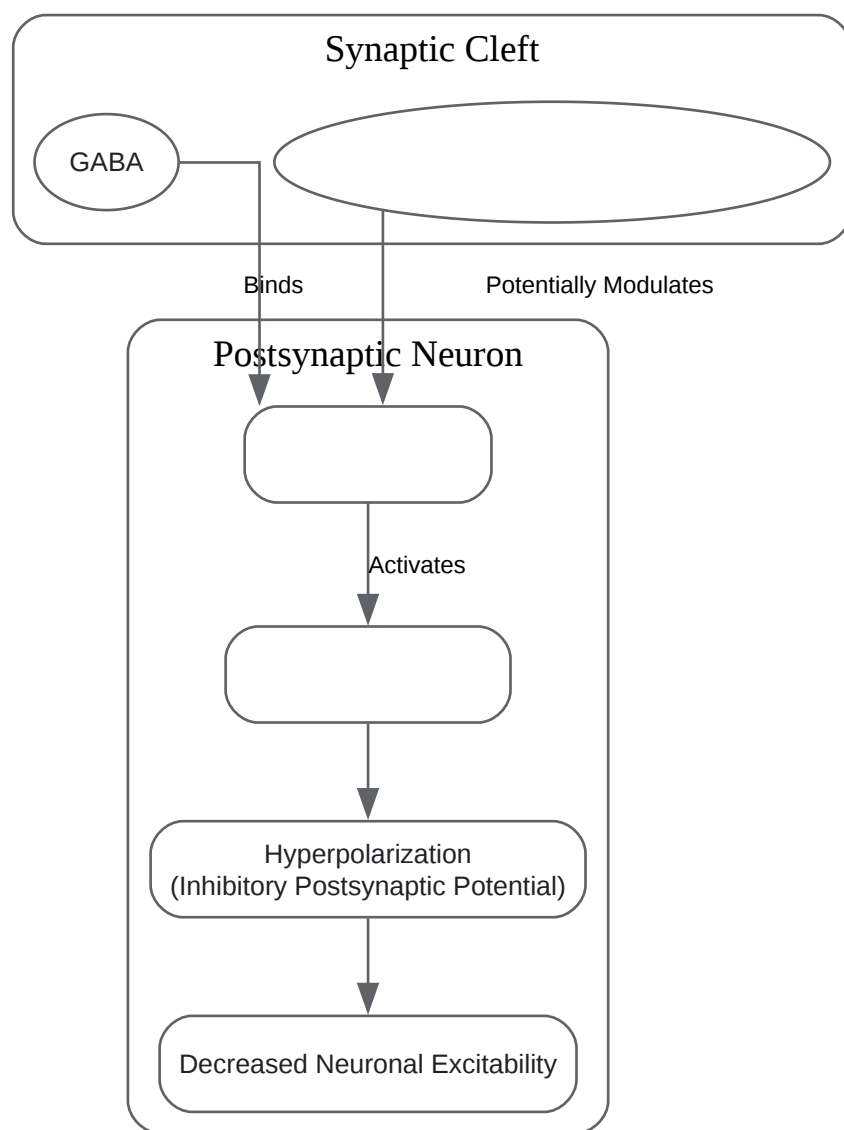 Synaptic Cleft
GABA
Binds
Potentially Modulates
Postsynaptic Neuron
Activates
Hyperpolarization
(Inhibitory Postsynaptic Potential)
Decreased Neuronal Excitability